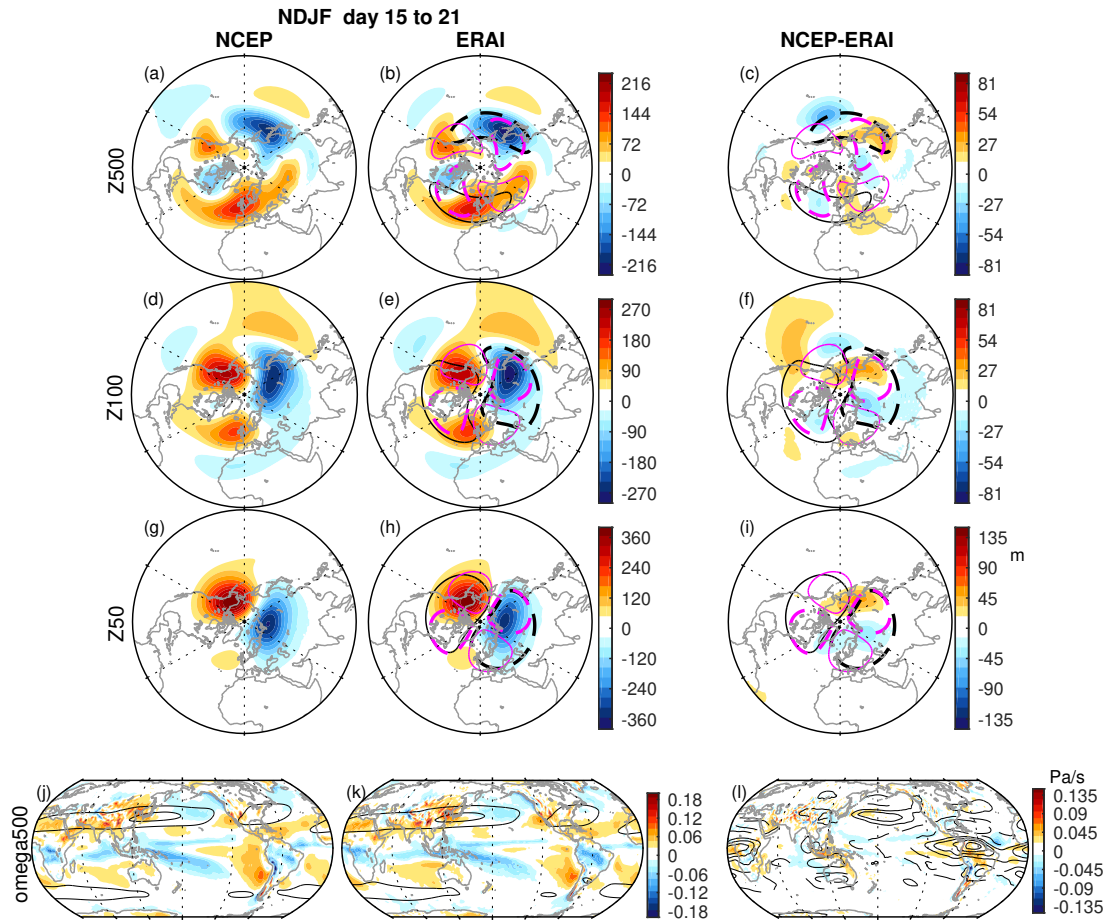 NDJF day 15 to 21
NCEP
ERAI
NCEP-ERAI
Z500
(a)
(b)
216
144
72
0
-72
-144
-216
(c)
81
54
27
0
-27
-54
-81
Z100
(d)
(e)
270
180
90
0
-90
-180
-270
(f)
81
54
27
0
-27
-54
-81
Z50
(g)
(h)
360
240
120
0
-120
-240
-360
(i)
135
90
45
0
-45
-90
-135
m
omega500
(j)
(k)
0.18
0.12
0.06
0
-0.06
-0.12
-0.18
(l)
Pa/s
0.135
0.09
0.045
0
-0.045
-0.09
-0.135